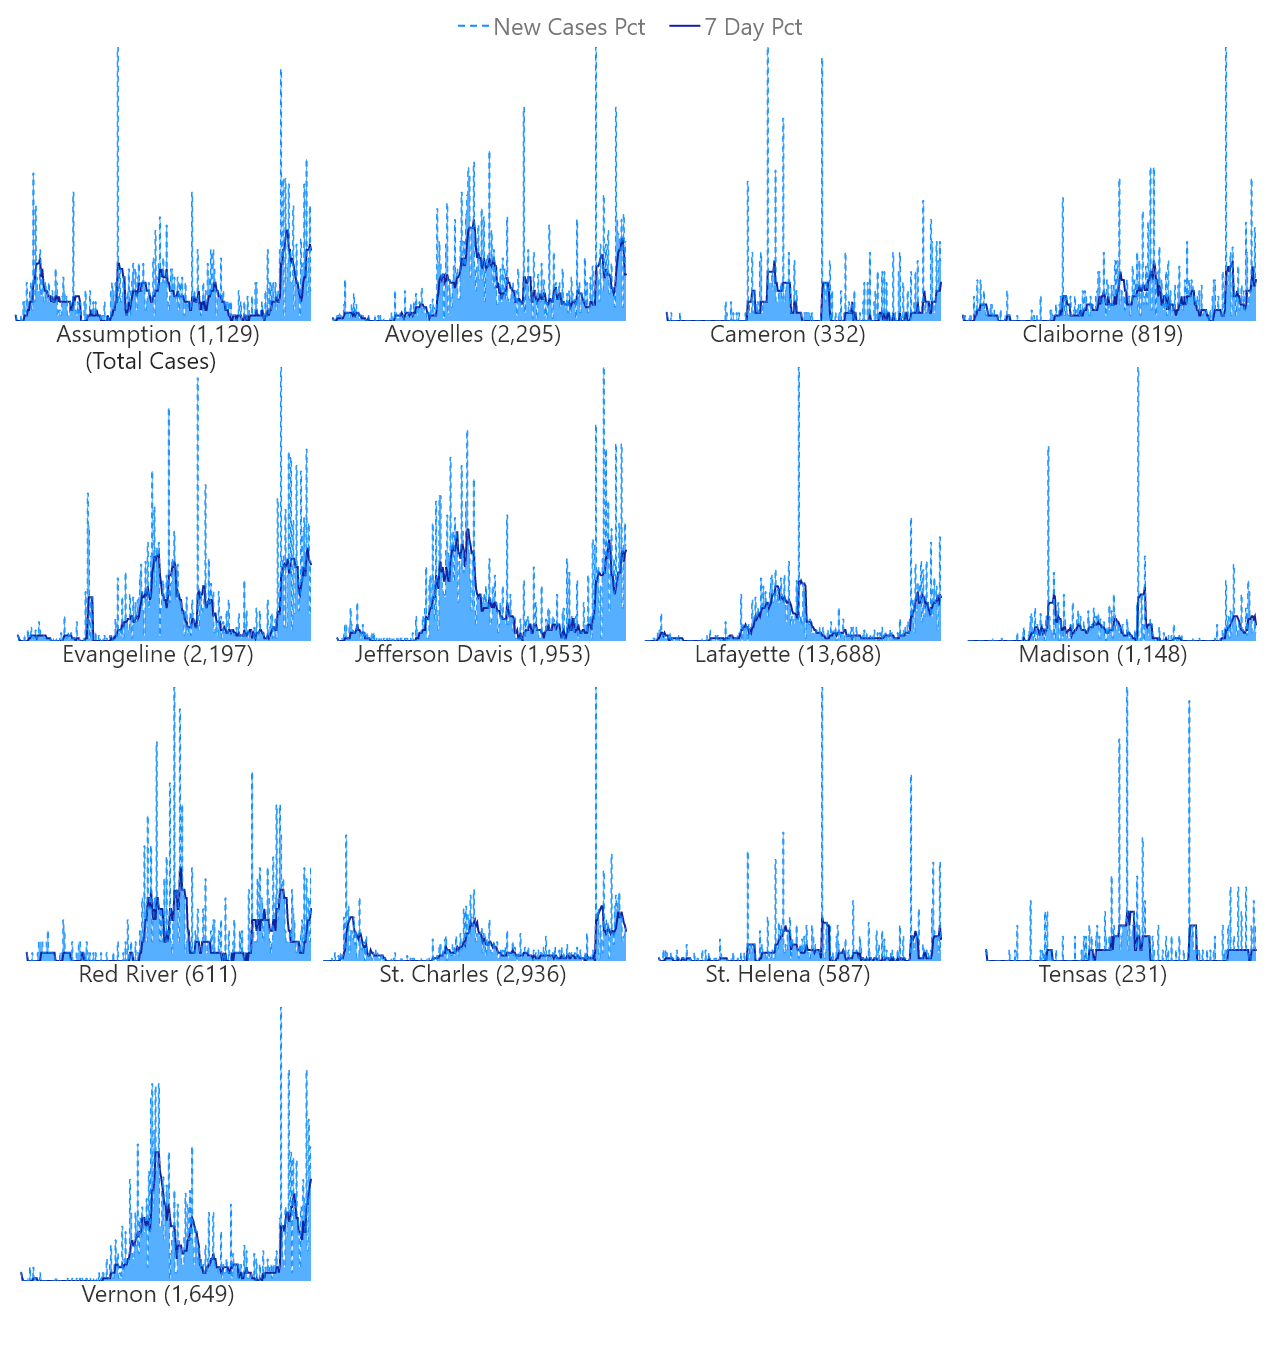 New Cases Pct 7 Day Pct
Assumption (1,129) Avoyelles (2,295) Cameron (332) Claiborne (819)
(Total Cases)
Evangeline (2,197) Jefferson Davis (1,953) Lafayette (13,688) Madison (1,148)
Red River (611) St. Charles (2,936) St. Helena (587) Tensas (231)
Vernon (1,649)